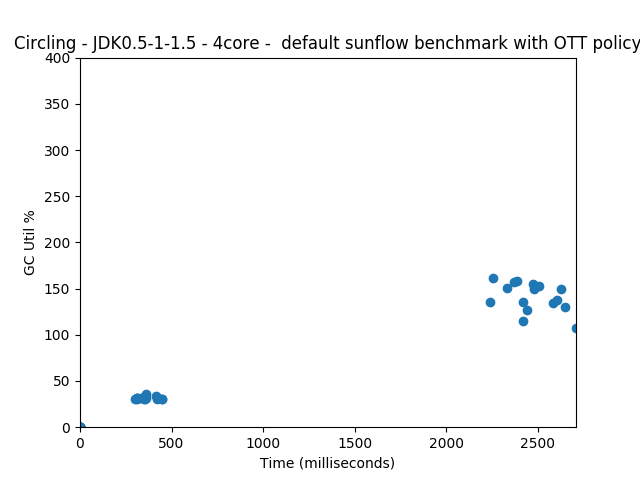 Circling - JDK0.5-1-1.5 - 4core -  default sunflow benchmark with OTT policy
400
350
300
250
200
150
100
50
0
GC Util %
0 500 1000 1500 2000 2500
Time (milliseconds)